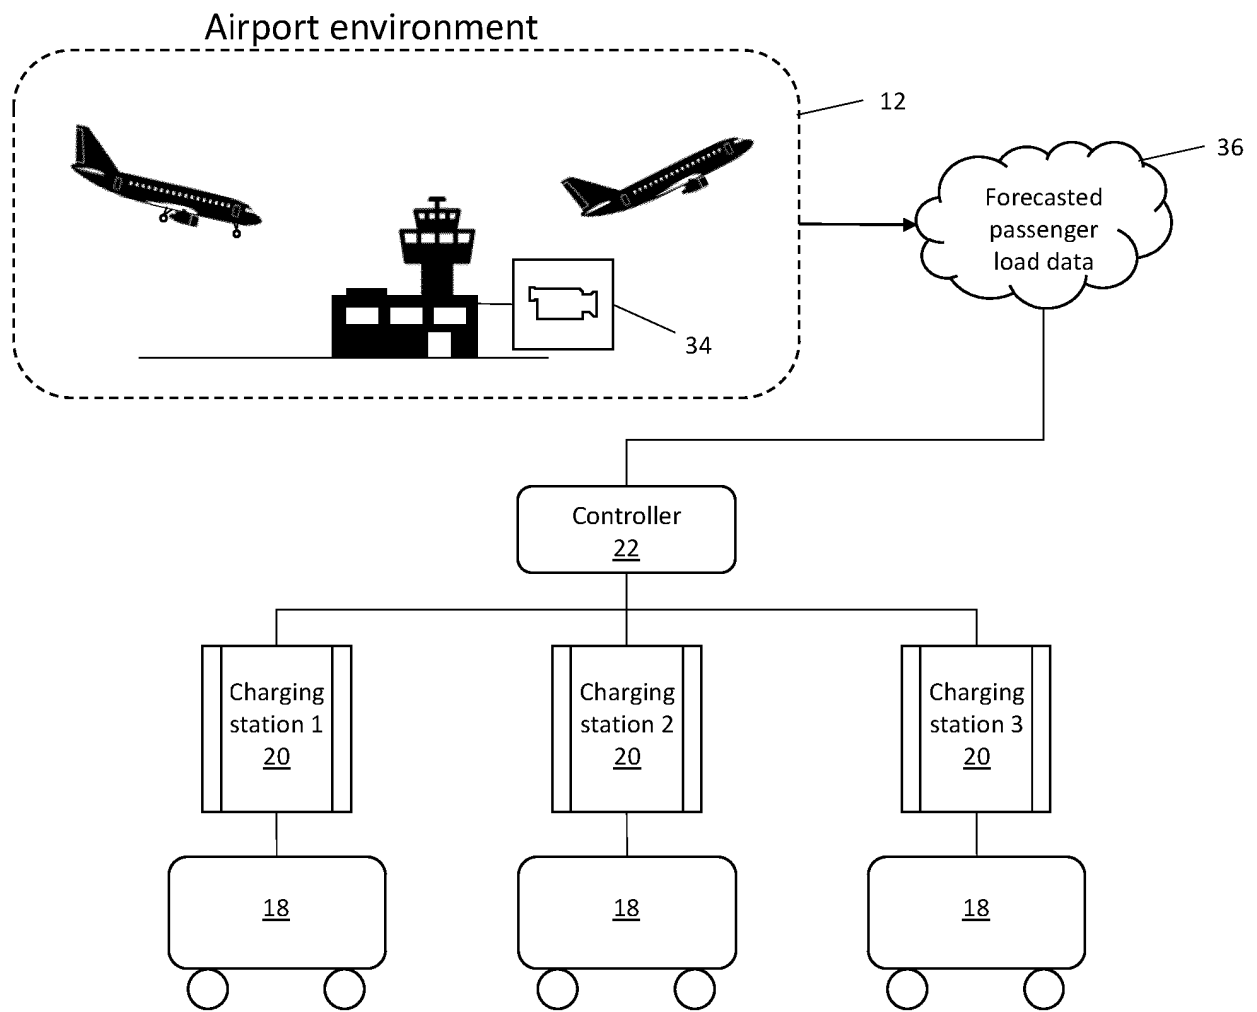 Airport environment
12
36
Forecasted
passenger
load data
34
Controller
22
Charging
station 1
20
Charging
station 2
20
Charging
station 3
20
18
18
18